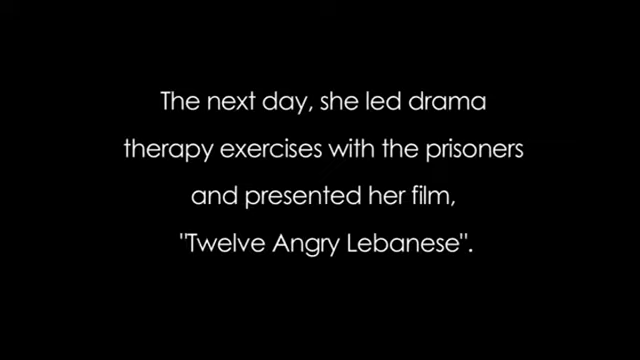 The next day, she led drama
therapy exercises with the prisoners
and presented her film,
"Twelve Angry Lebanese".